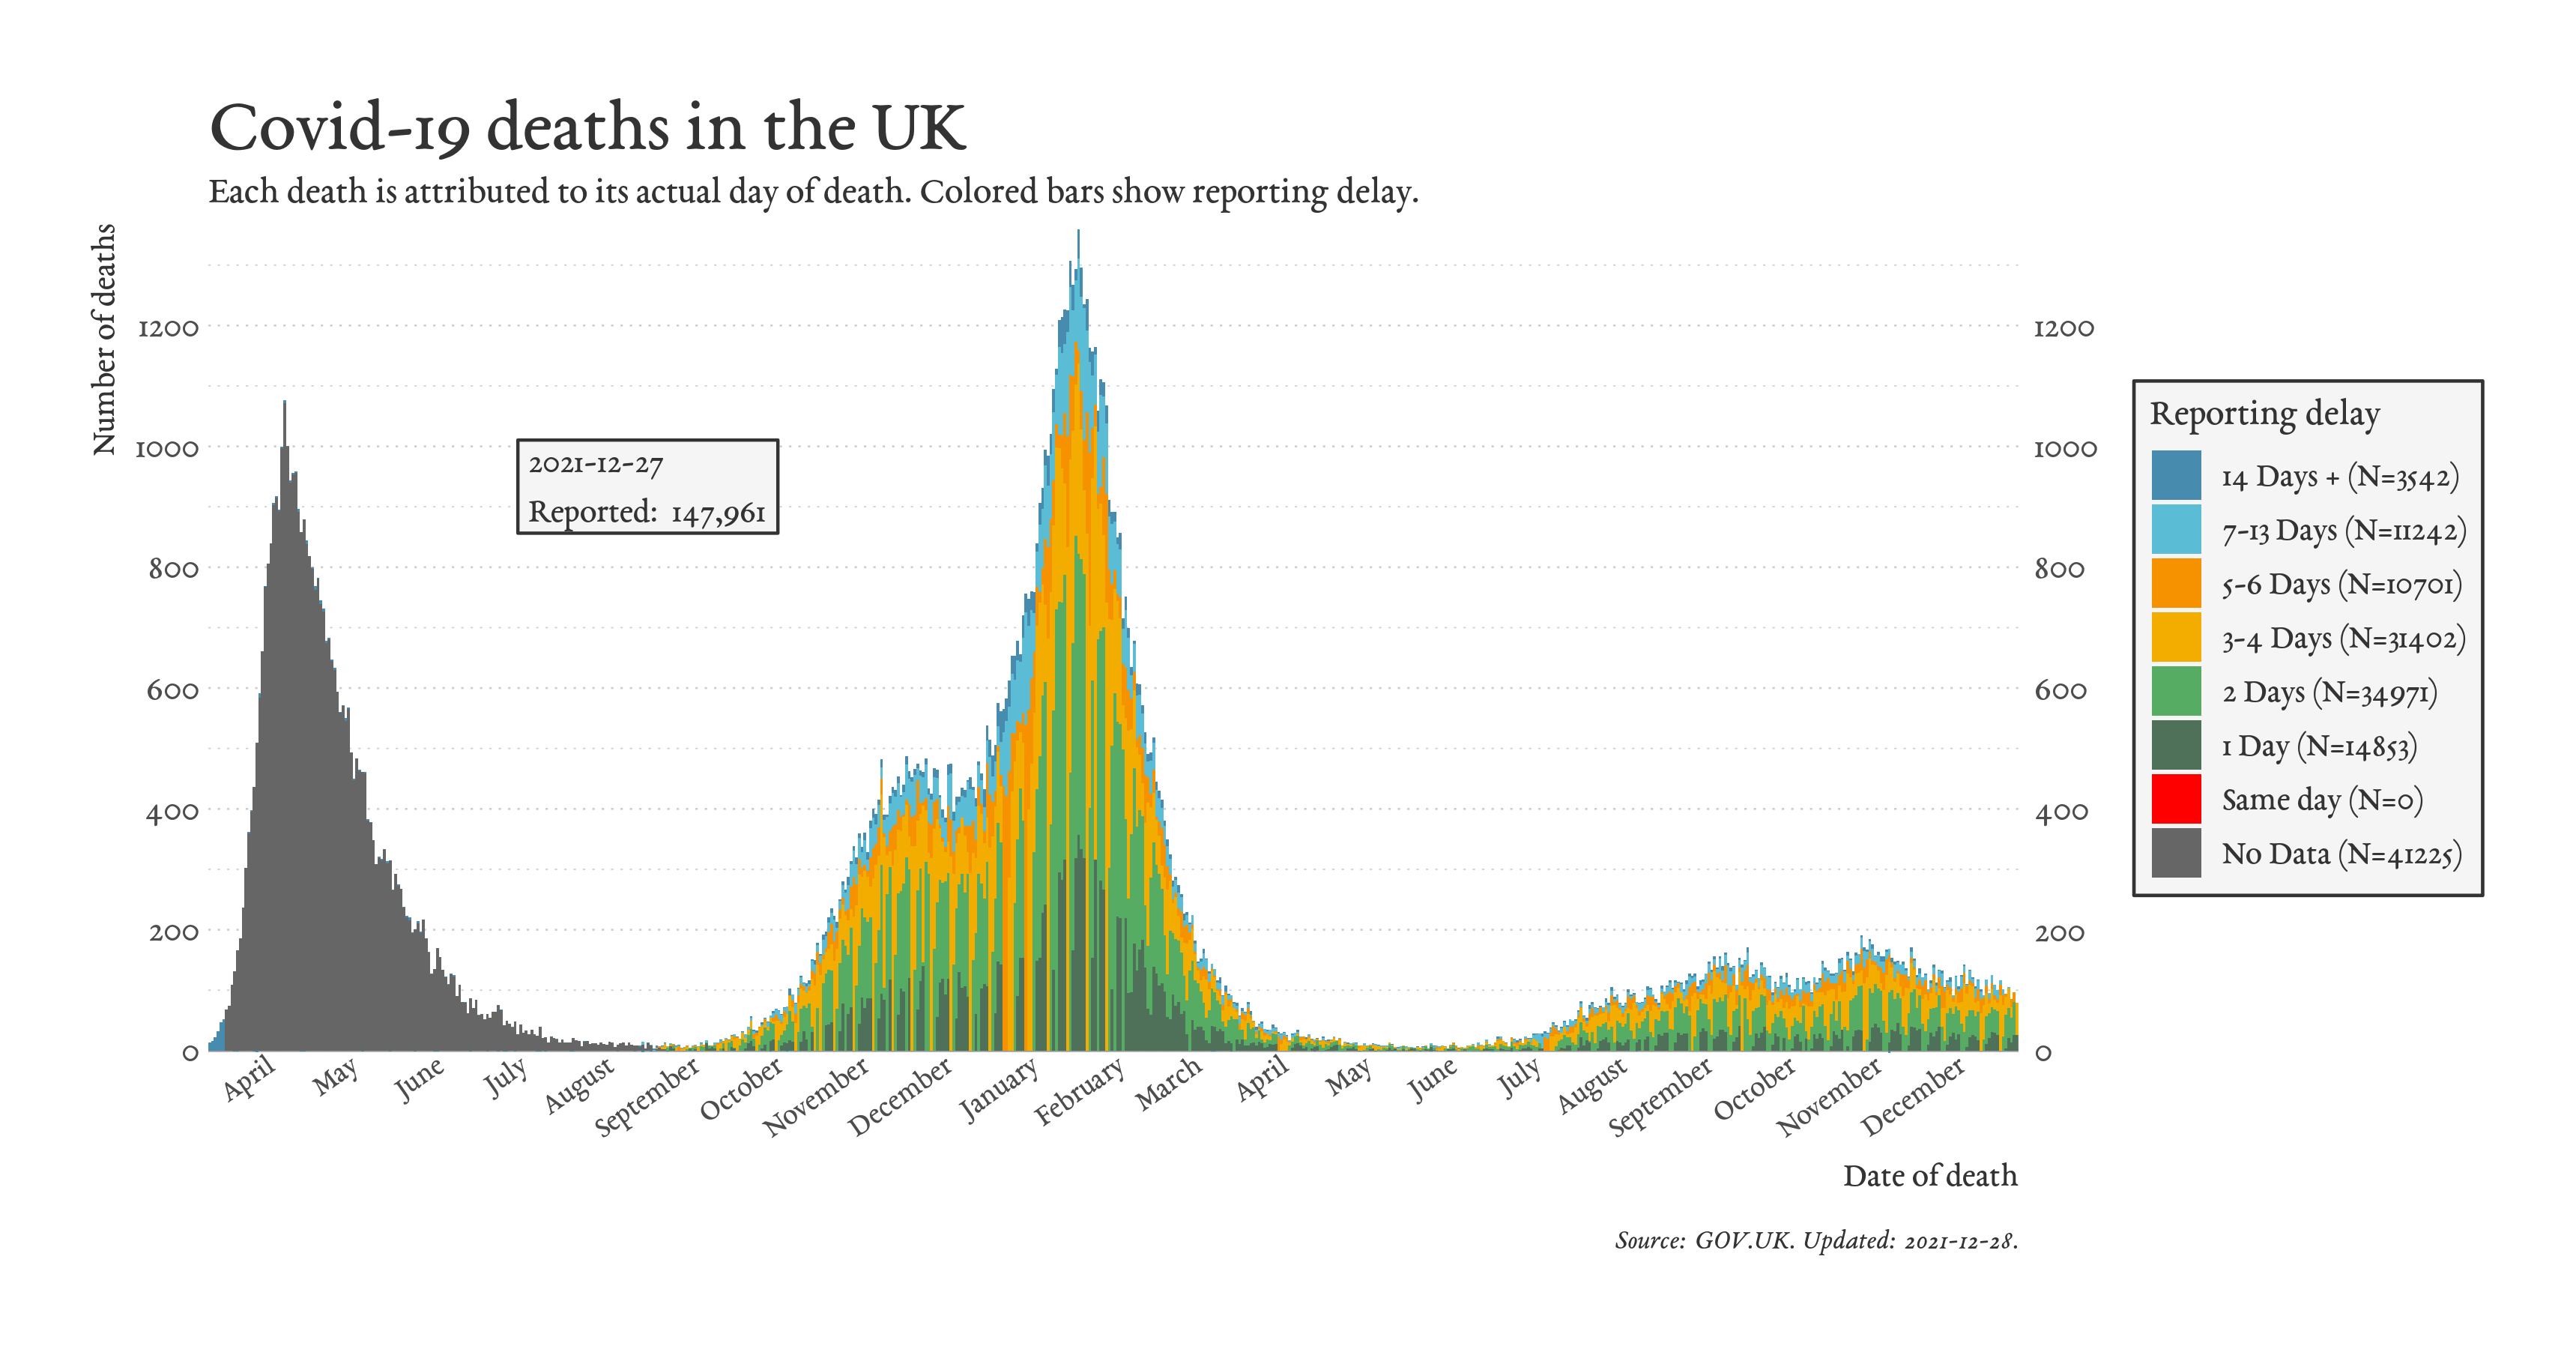 Covid-19 deaths in the UK
Each death is attributed to its actual day of death. Colored bars show reporting delay.
Number of deaths
1200
1000
800
600
400
200
0
2021-12-27
Reported: 147,961
1200
1000
800
600
400
200
0
April
May
June
July
August
September
October
November
December
January
February
March
April
May
June
July
August
September
October
November
December
Date of death
Reporting delay
14 Days + (N=3542)
7-13 Days (N=11242)
5-6 Days (N=10701)
3-4 Days (N=31402)
2 Days (N=34971)
1 Day (N=14853)
Same day (N=0)
No Data (N=41225)
Source: GOV.UK. Updated: 2021-12-28.